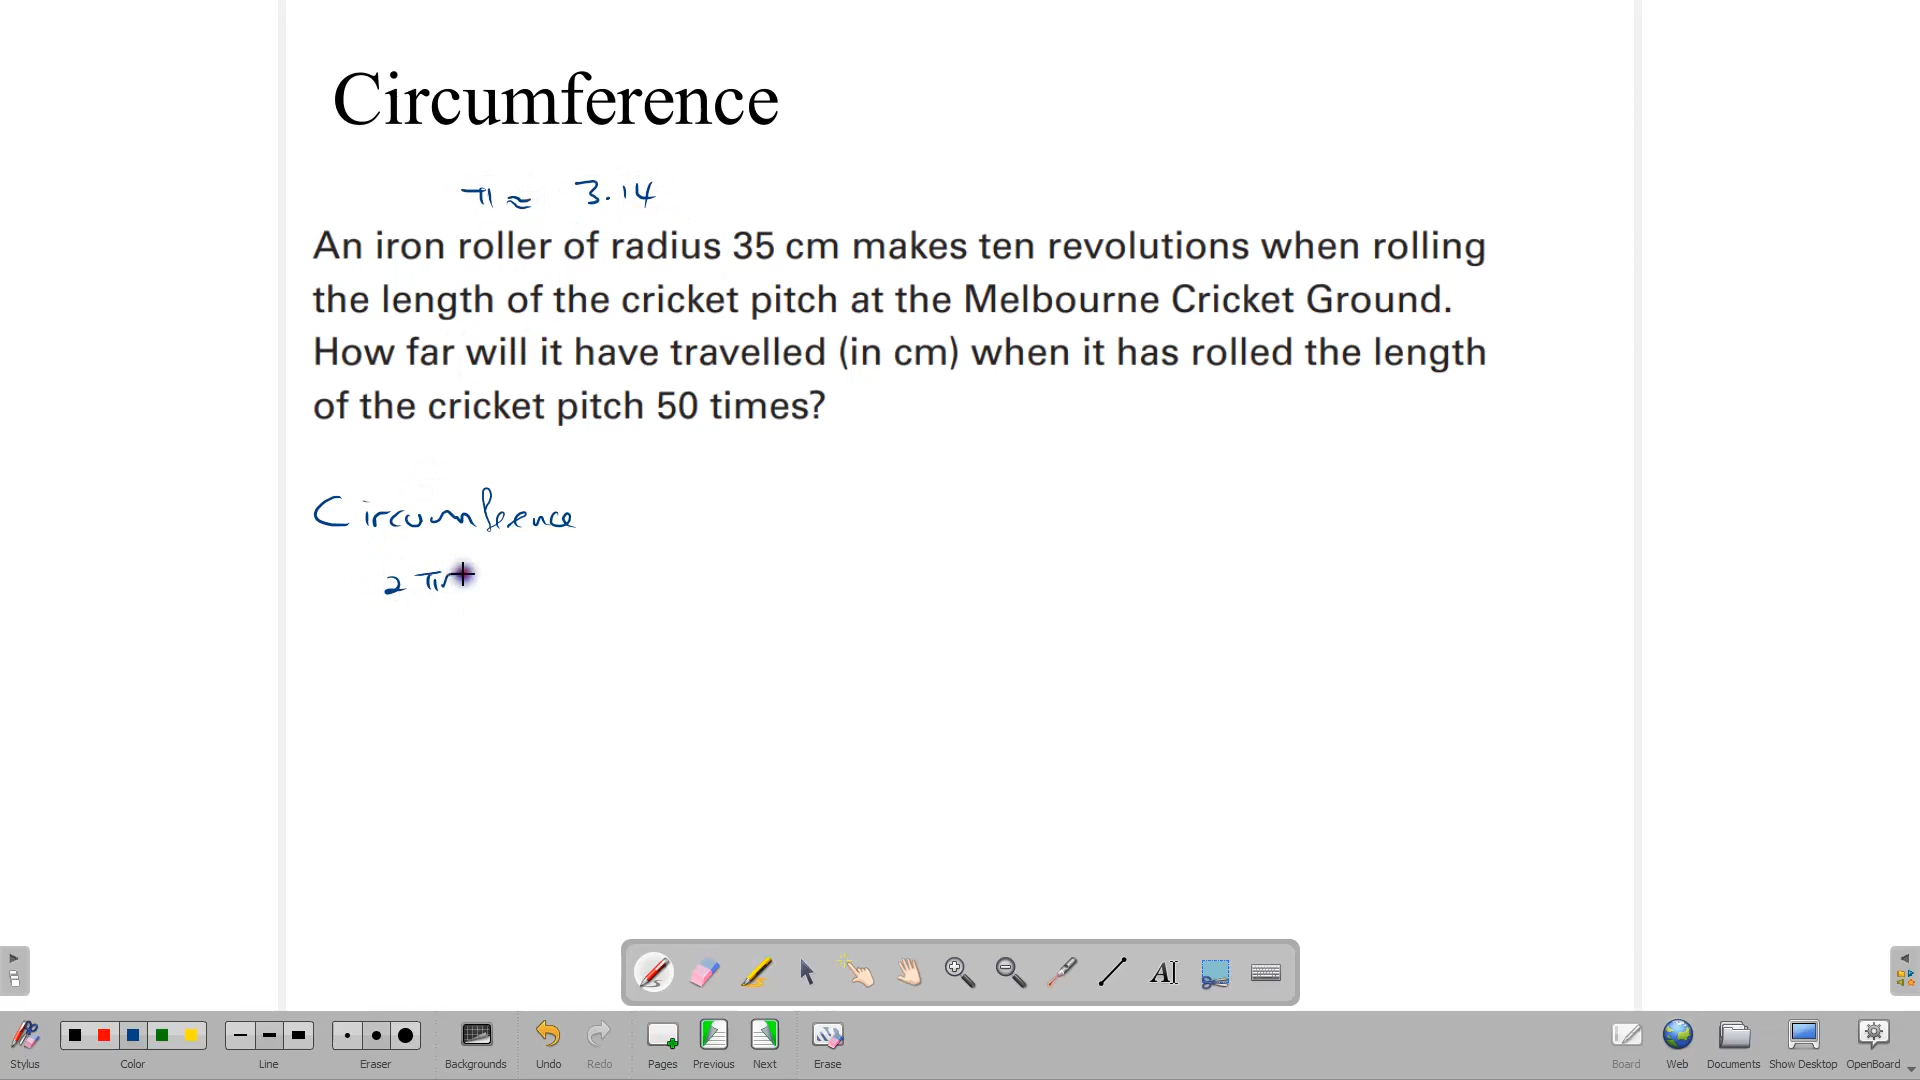 Circumference
π ≈ 3.14
An iron roller of radius 35 cm makes ten revolutions when rolling
the length of the cricket pitch at the Melbourne Cricket Ground.
How far will it have travelled (in cm) when it has rolled the length
of the cricket pitch 50 times?
Circumference
2 πr
Stylus
Color
Line
Eraser
Backgrounds
Undo
Redo
Pages
Previous
Next
Erase
Board
Web
Documents
Show Desktop
OpenBoard